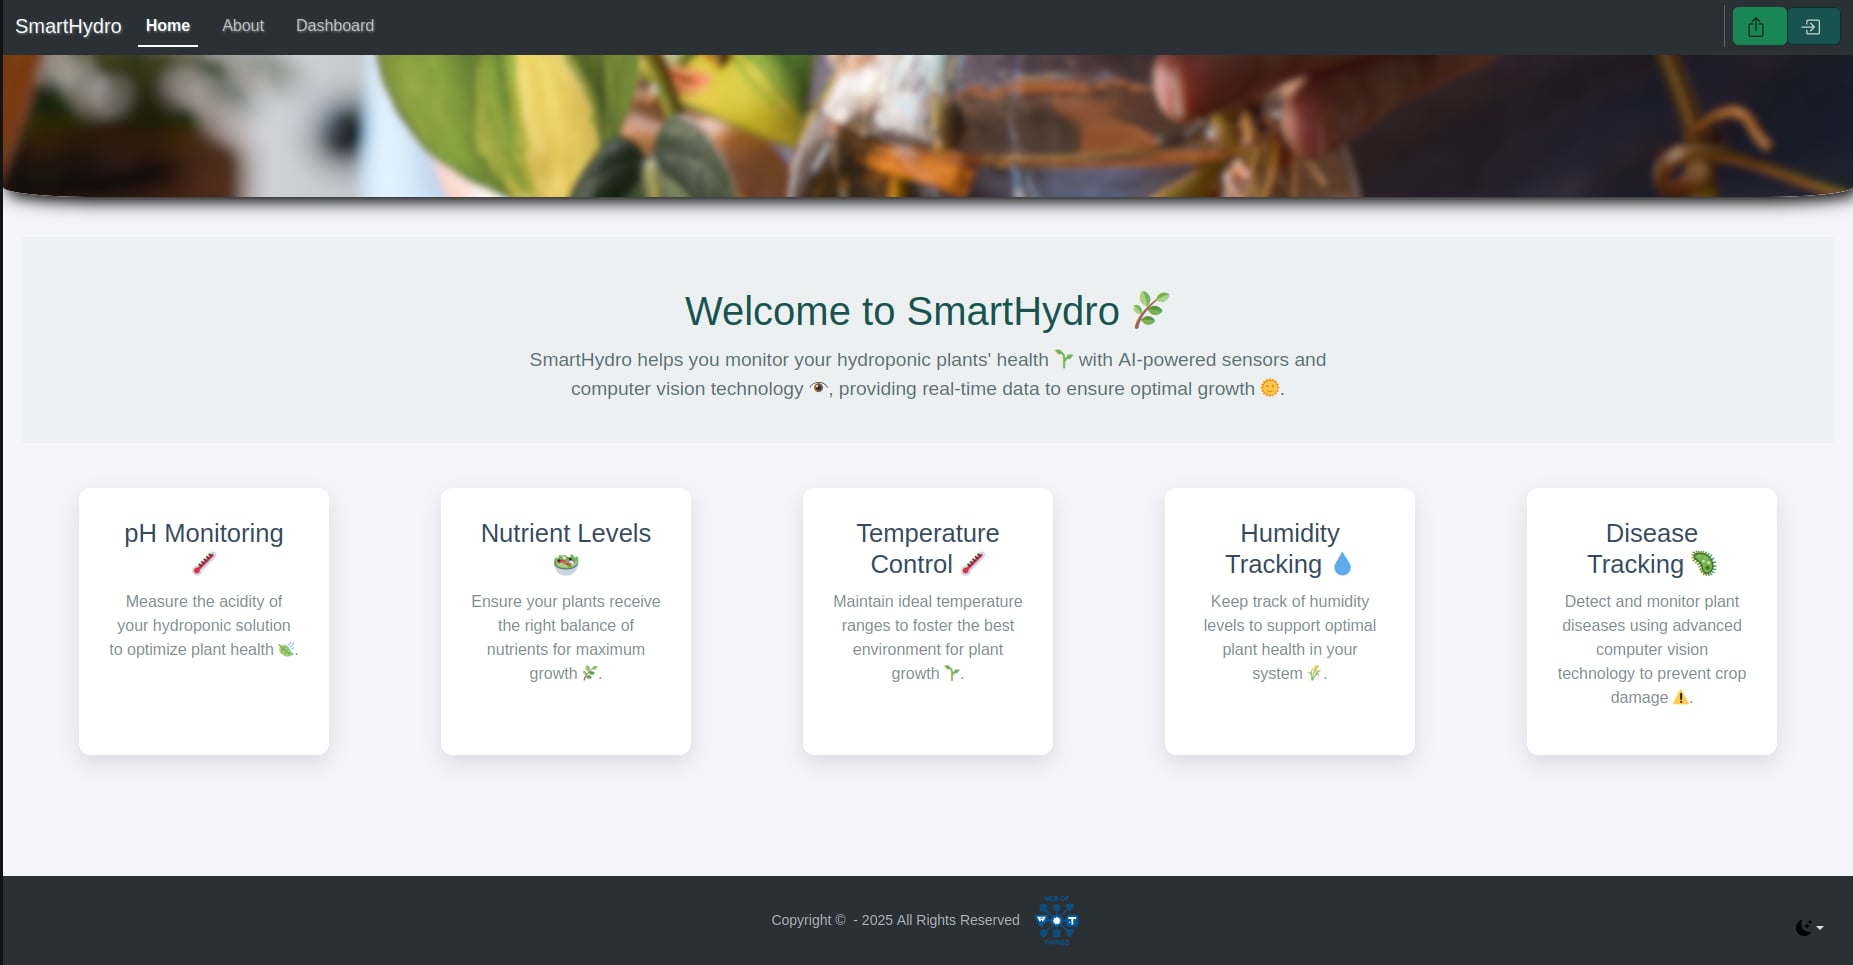 SmartHydro Home About Dashboard
Welcome to SmartHydro 🌿
SmartHydro helps you monitor your hydroponic plants' health 🌱 with AI-powered sensors and
computer vision technology 👁️, providing real-time data to ensure optimal growth 🌞.
pH Monitoring
🌡️
Measure the acidity of
your hydroponic solution
to optimize plant health 🍃.
Nutrient Levels
🥗
Ensure your plants receive
the right balance of
nutrients for maximum
growth 🌿.
Temperature
Control 🌡️
Maintain ideal temperature
ranges to foster the best
environment for plant
growth 🌱.
Humidity
Tracking 💧
Keep track of humidity
levels to support optimal
plant health in your
system 🌾.
Disease
Tracking 🦠
Detect and monitor plant
diseases using advanced
computer vision
technology to prevent crop
damage ⚠️.
Copyright © - 2025 All Rights Reserved
WEB OF
W T
THINGS